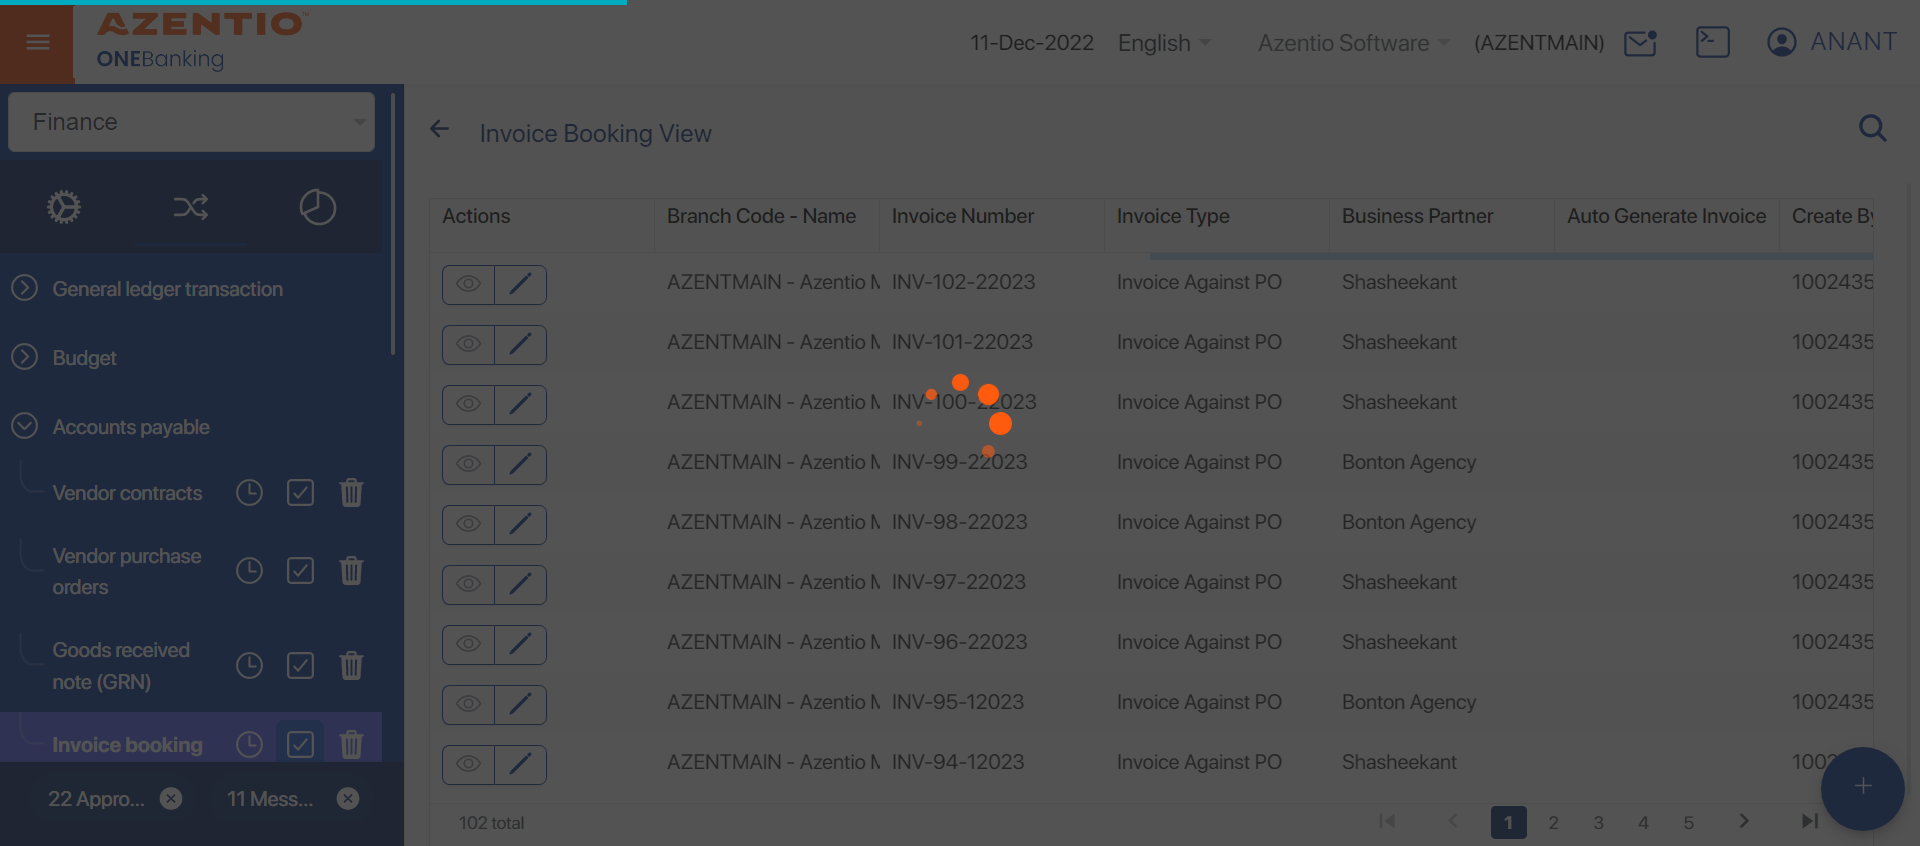 AZENTIO™
ONEBanking
11-Dec-2022
English
Azentio Software
(AZENTMAIN)
ANANT
Finance
General ledger transaction
Budget
Accounts payable
Vendor contracts
Vendor purchase
orders
Goods received
note (GRN)
Invoice booking
22 Appro...
11 Mess...
Invoice Booking View
Actions Branch Code - Name Invoice Number Invoice Type Business Partner Auto Generate Invoice Create By
AZENTMAIN - Azentio M INV-102-22023 Invoice Against PO Shasheekant 1002435
AZENTMAIN - Azentio M INV-101-22023 Invoice Against PO Shasheekant 1002435
AZENTMAIN - Azentio M INV-100-22023 Invoice Against PO Shasheekant 1002435
AZENTMAIN - Azentio M INV-99-22023 Invoice Against PO Bonton Agency 1002435
AZENTMAIN - Azentio M INV-98-22023 Invoice Against PO Bonton Agency 1002435
AZENTMAIN - Azentio M INV-97-22023 Invoice Against PO Shasheekant 1002435
AZENTMAIN - Azentio M INV-96-22023 Invoice Against PO Shasheekant 1002435
AZENTMAIN - Azentio M INV-95-12023 Invoice Against PO Bonton Agency 1002435
AZENTMAIN - Azentio M INV-94-12023 Invoice Against PO Shasheekant 100
102 total
1 2 3 4 5